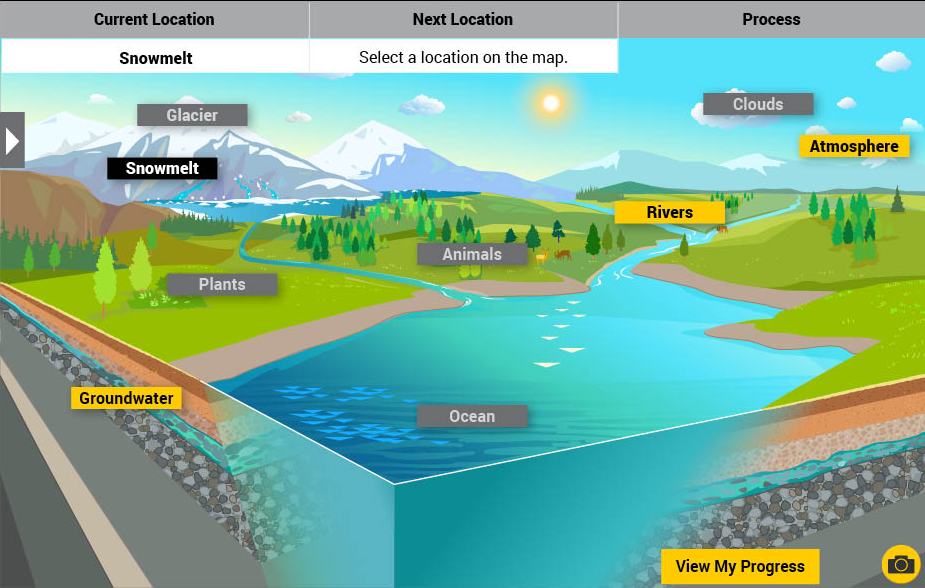 Current Location
Next Location
Process
Snowmelt
Select a location on the map.
Clouds
Glacier
Atmosphere
Snowmelt
Rivers
Animals
Plants
Groundwater
Ocean
View My Progress